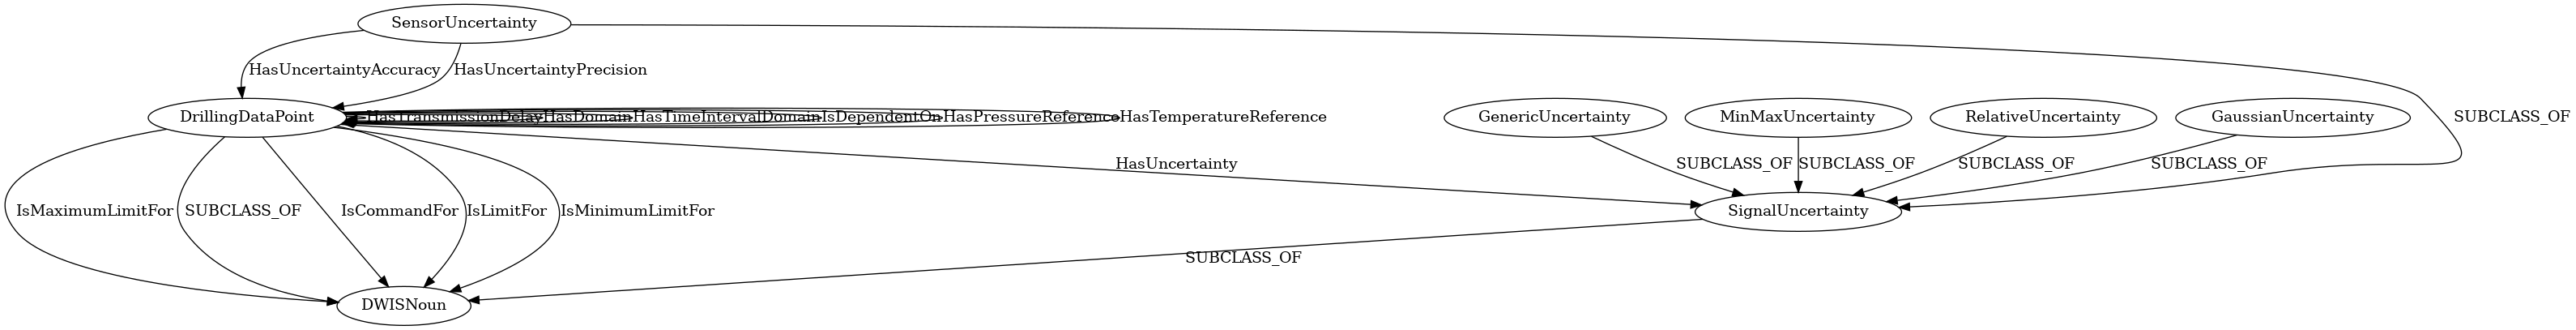 SensorUncertainty
HasUncertaintyAccuracy
HasUncertaintyPrecision
SUBCLASS_OF
DrillingDataPoint
HasTransmissionDelay
HasDomain
HasTimeIntervalDomain
IsDependentOn
HasPressureReference
HasTemperatureReference
GenericUncertainty
MinMaxUncertainty
RelativeUncertainty
GaussianUncertainty
HasUncertainty
SUBCLASS_OF
SUBCLASS_OF
SUBCLASS_OF
SUBCLASS_OF
IsMaximumLimitFor
SUBCLASS_OF
IsCommandFor
IsLimitFor
IsMinimumLimitFor
SignalUncertainty
SUBCLASS_OF
DWISNoun